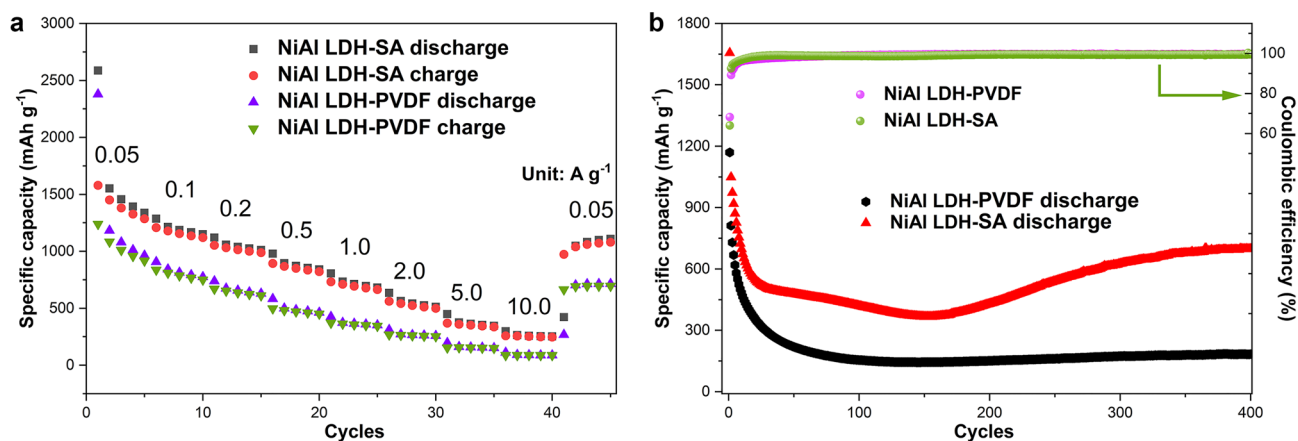 a
Specific capacity (mAh g-1)
3000
2500
2000
1500
1000
500
0
NiAl LDH-SA discharge
NiAl LDH-SA charge
NiAl LDH-PVDF discharge
NiAl LDH-PVDF charge
Unit: A g-1
0.05
0.1
0.2
0.5
1.0
2.0
5.0
10.0
0.05
0
10
20
30
40
Cycles
b
Specific capacity (mAh g-1)
1800
1500
1200
900
600
300
0
NiAl LDH-PVDF
NiAl LDH-SA
NiAl LDH-PVDF discharge
NiAl LDH-SA discharge
100
80
60
Coulombic efficiency (%)
0
100
200
300
400
Cycles